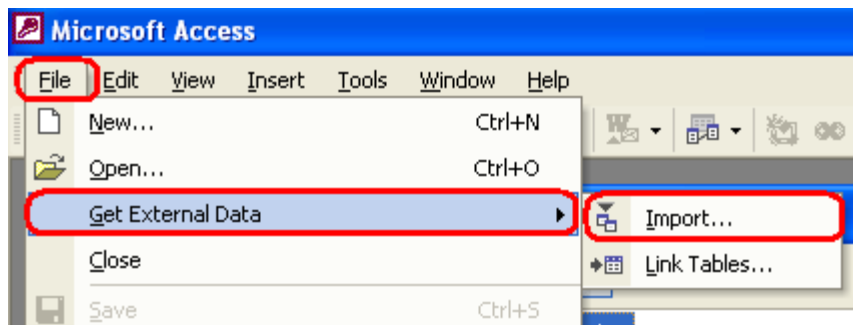 Microsoft Access
File Edit View Insert Tools Window Help
New... Ctrl+N
Open... Ctrl+O
Get External Data Import...
Close Link Tables...
Save Ctrl+S